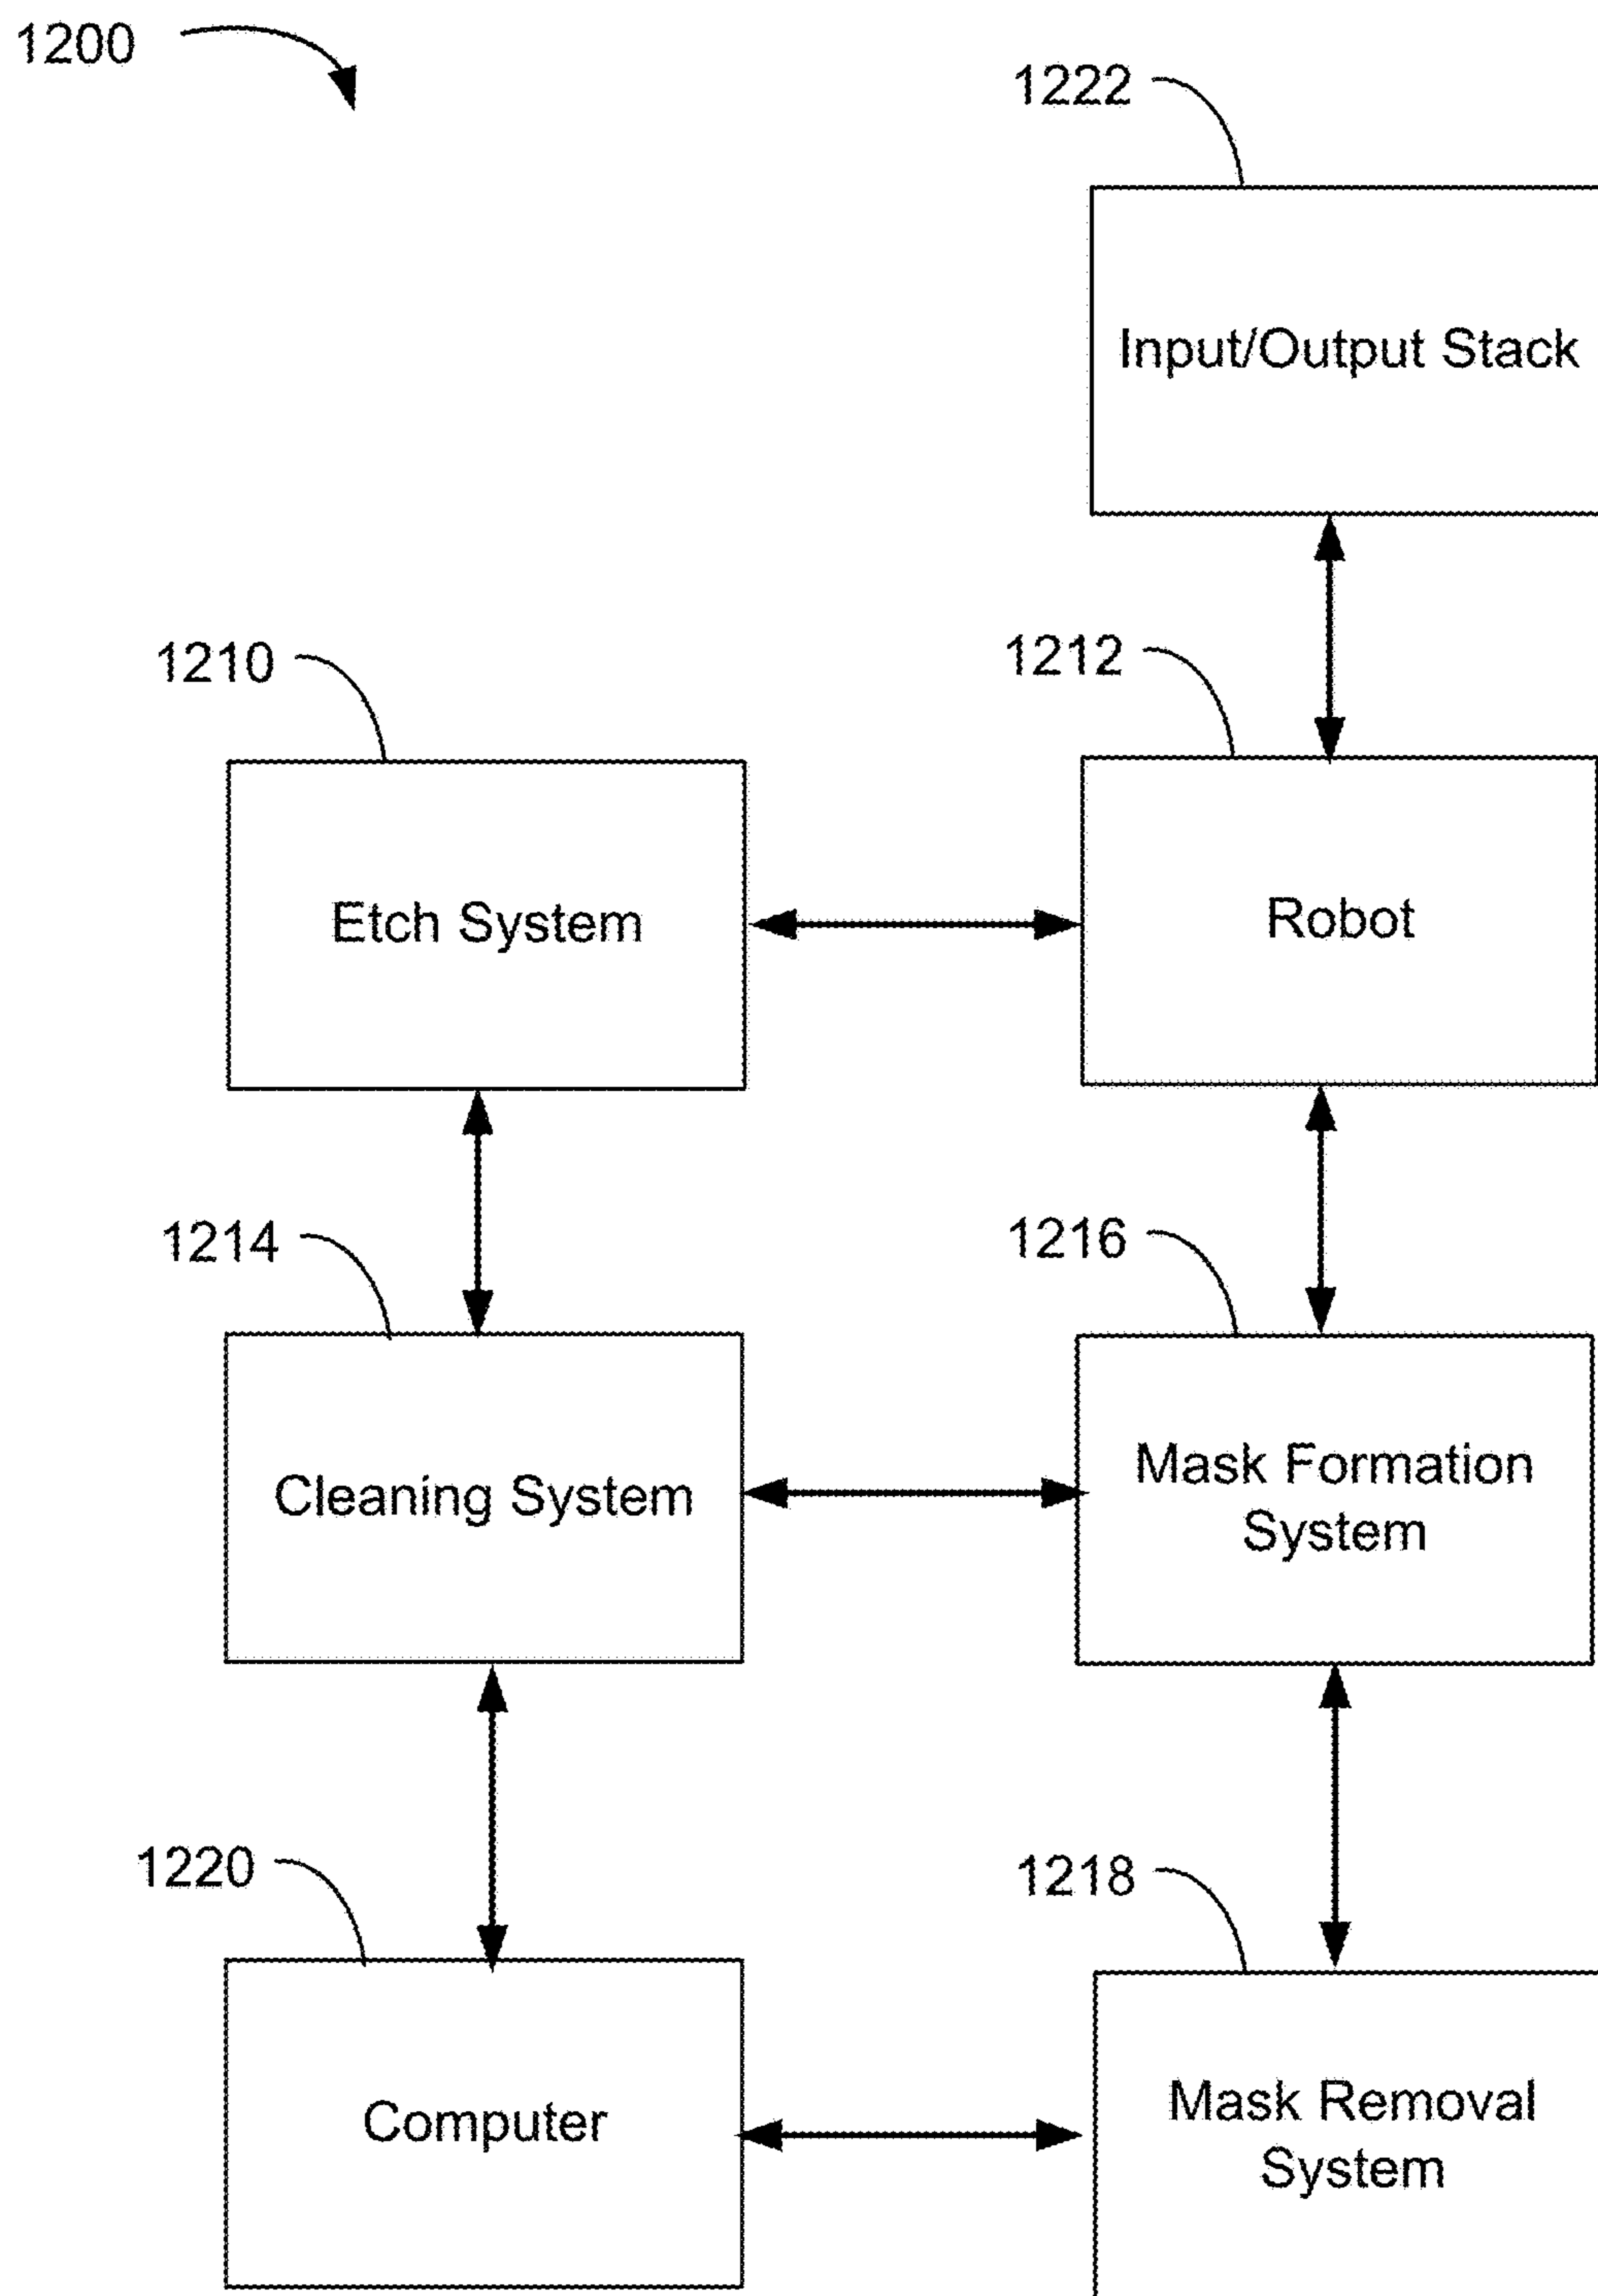 1200
1222
Input/Output Stack
1210
1212
Etch System
Robot
1214
1216
Cleaning System
Mask Formation
System
1220
1218
Computer
Mask Removal
System